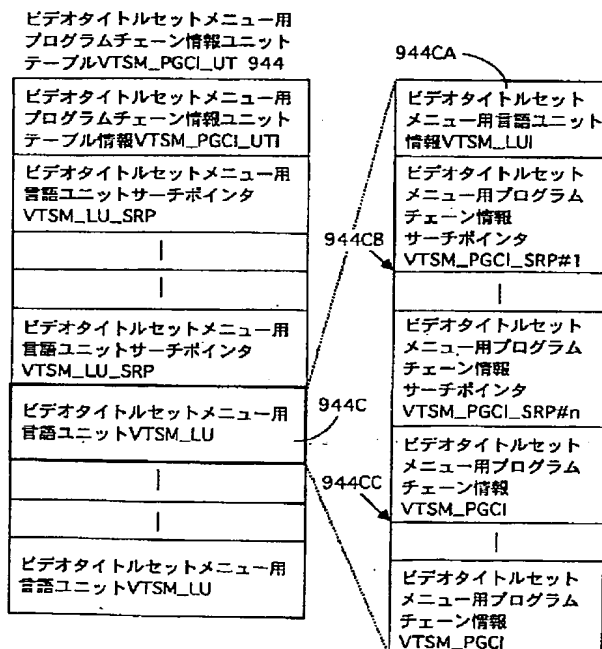 ビデオタイトルセットメニュー用
プログラムチェーン情報ユニット
テーブルVTSM_PGCI_UT 944
ビデオタイトルセットメニュー用
プログラムチェーン情報ユニット
テーブル情報VTSM_PGCI_UTI
ビデオタイトルセットメニュー用
言語ユニットサーチポインタ
VTSM_LU_SRP
ビデオタイトルセットメニュー用
言語ユニットサーチポインタ
VTSM_LU_SRP
ビデオタイトルセットメニュー用
言語ユニットVTSM_LU
ビデオタイトルセットメニュー用
言語ユニットVTSM_LU
944C
944CA
ビデオタイトルセット
メニュー用言語ユニット
情報VTSM_LUI
ビデオタイトルセット
メニュー用プログラム
チェーン情報
サーチポインタ
VTSM_PGCI_SRP#1
944CB
ビデオタイトルセット
メニュー用プログラム
チェーン情報
サーチポインタ
VTSM_PGCI_SRP#n
ビデオタイトルセット
メニュー用プログラム
チェーン情報
VTSM_PGCI
944CC
ビデオタイトルセット
メニュー用プログラム
チェーン情報
VTSM_PGCI